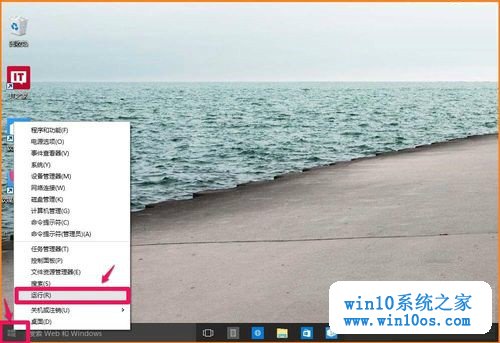 IT
程序和功能(F)
电源选项(O)
事件查看器(V)
系统(Y)
设备管理器(M)
网络连接(W)
磁盘管理(K)
计算机管理(G)
命令提示符(C)
命令提示符(管理员)(A)
任务管理器(T)
控制面板(P)
文件资源管理器(E)
搜索(S)
运行(R)
关机或注销(U)
桌面(D)
搜索 Web 和 Windows
win10系统之家
www.win10os.com